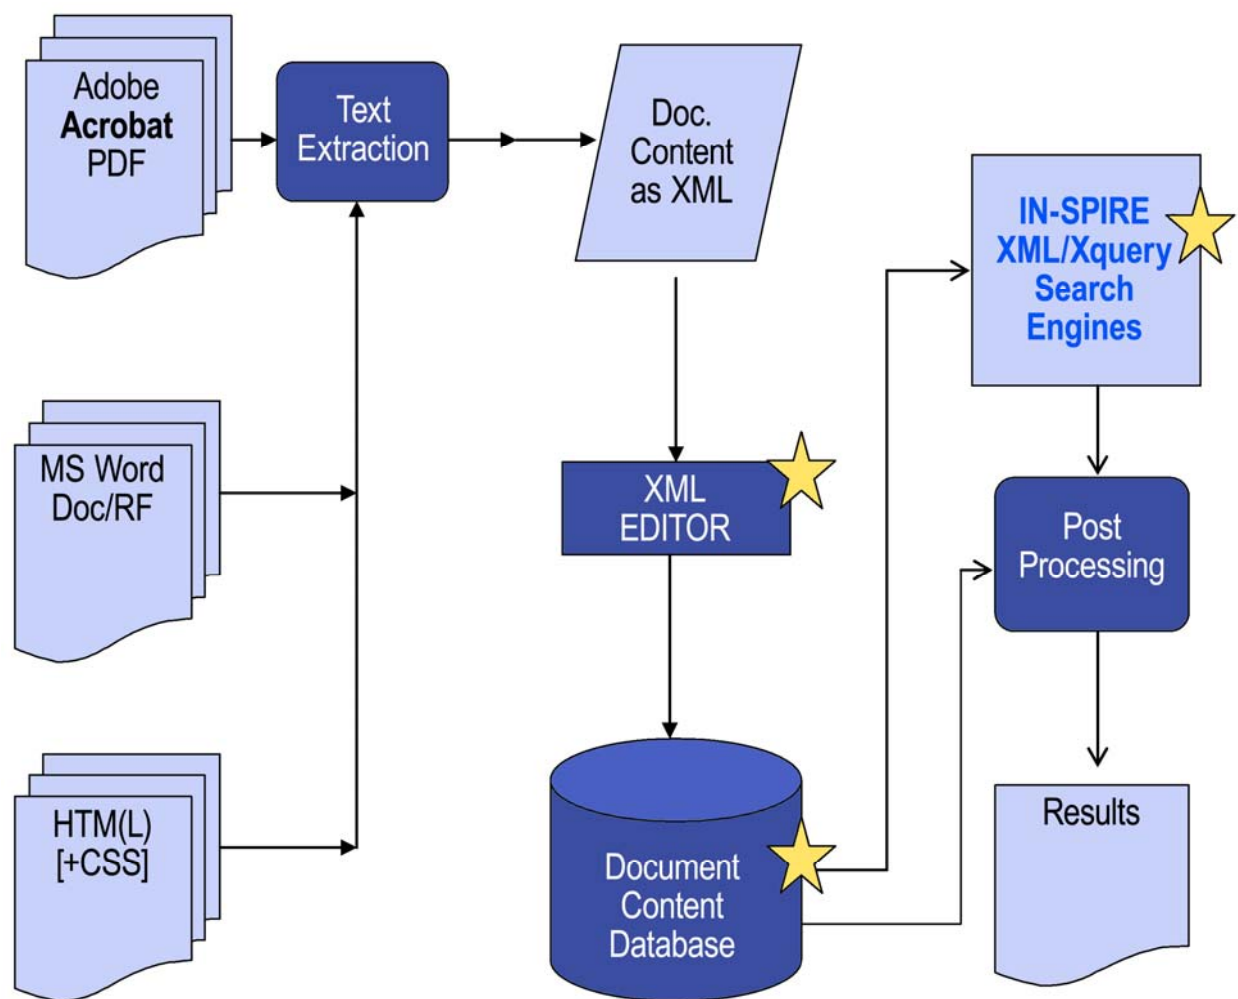 Adobe
Acrobat
PDF
Text
Extraction
Doc.
Content
as XML
IN-SPIRE
XML/Xquery
Search
Engines
MS Word
Doc/RF
XML
EDITOR
Post
Processing
HTM(L)
[+CSS]
Document
Content
Database
Results